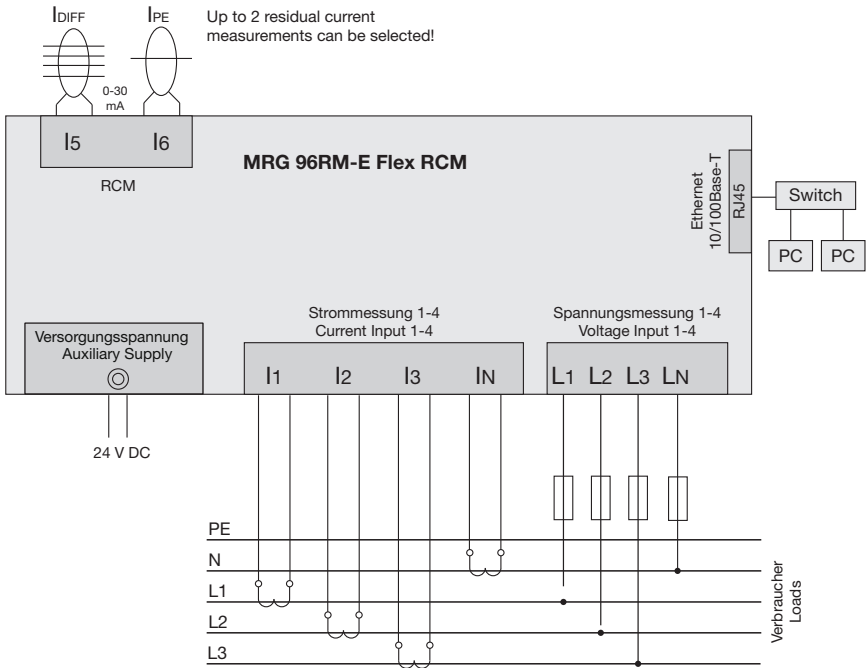 IDIFF
IPE
Up to 2 residual current
measurements can be selected!
0-30
mA
I5
I6
RCM
MRG 96RM-E Flex RCM
Ethernet
10/100Base-T
RJ45
Switch
PC
PC
Versorgungsspannung
Auxiliary Supply
24 V DC
Strommessung 1-4
Current Input 1-4
I1
I2
I3
IN
Spannungsmessung 1-4
Voltage Input 1-4
L1
L2
L3
LN
PE
N
L1
L2
L3
Verbraucher
Loads